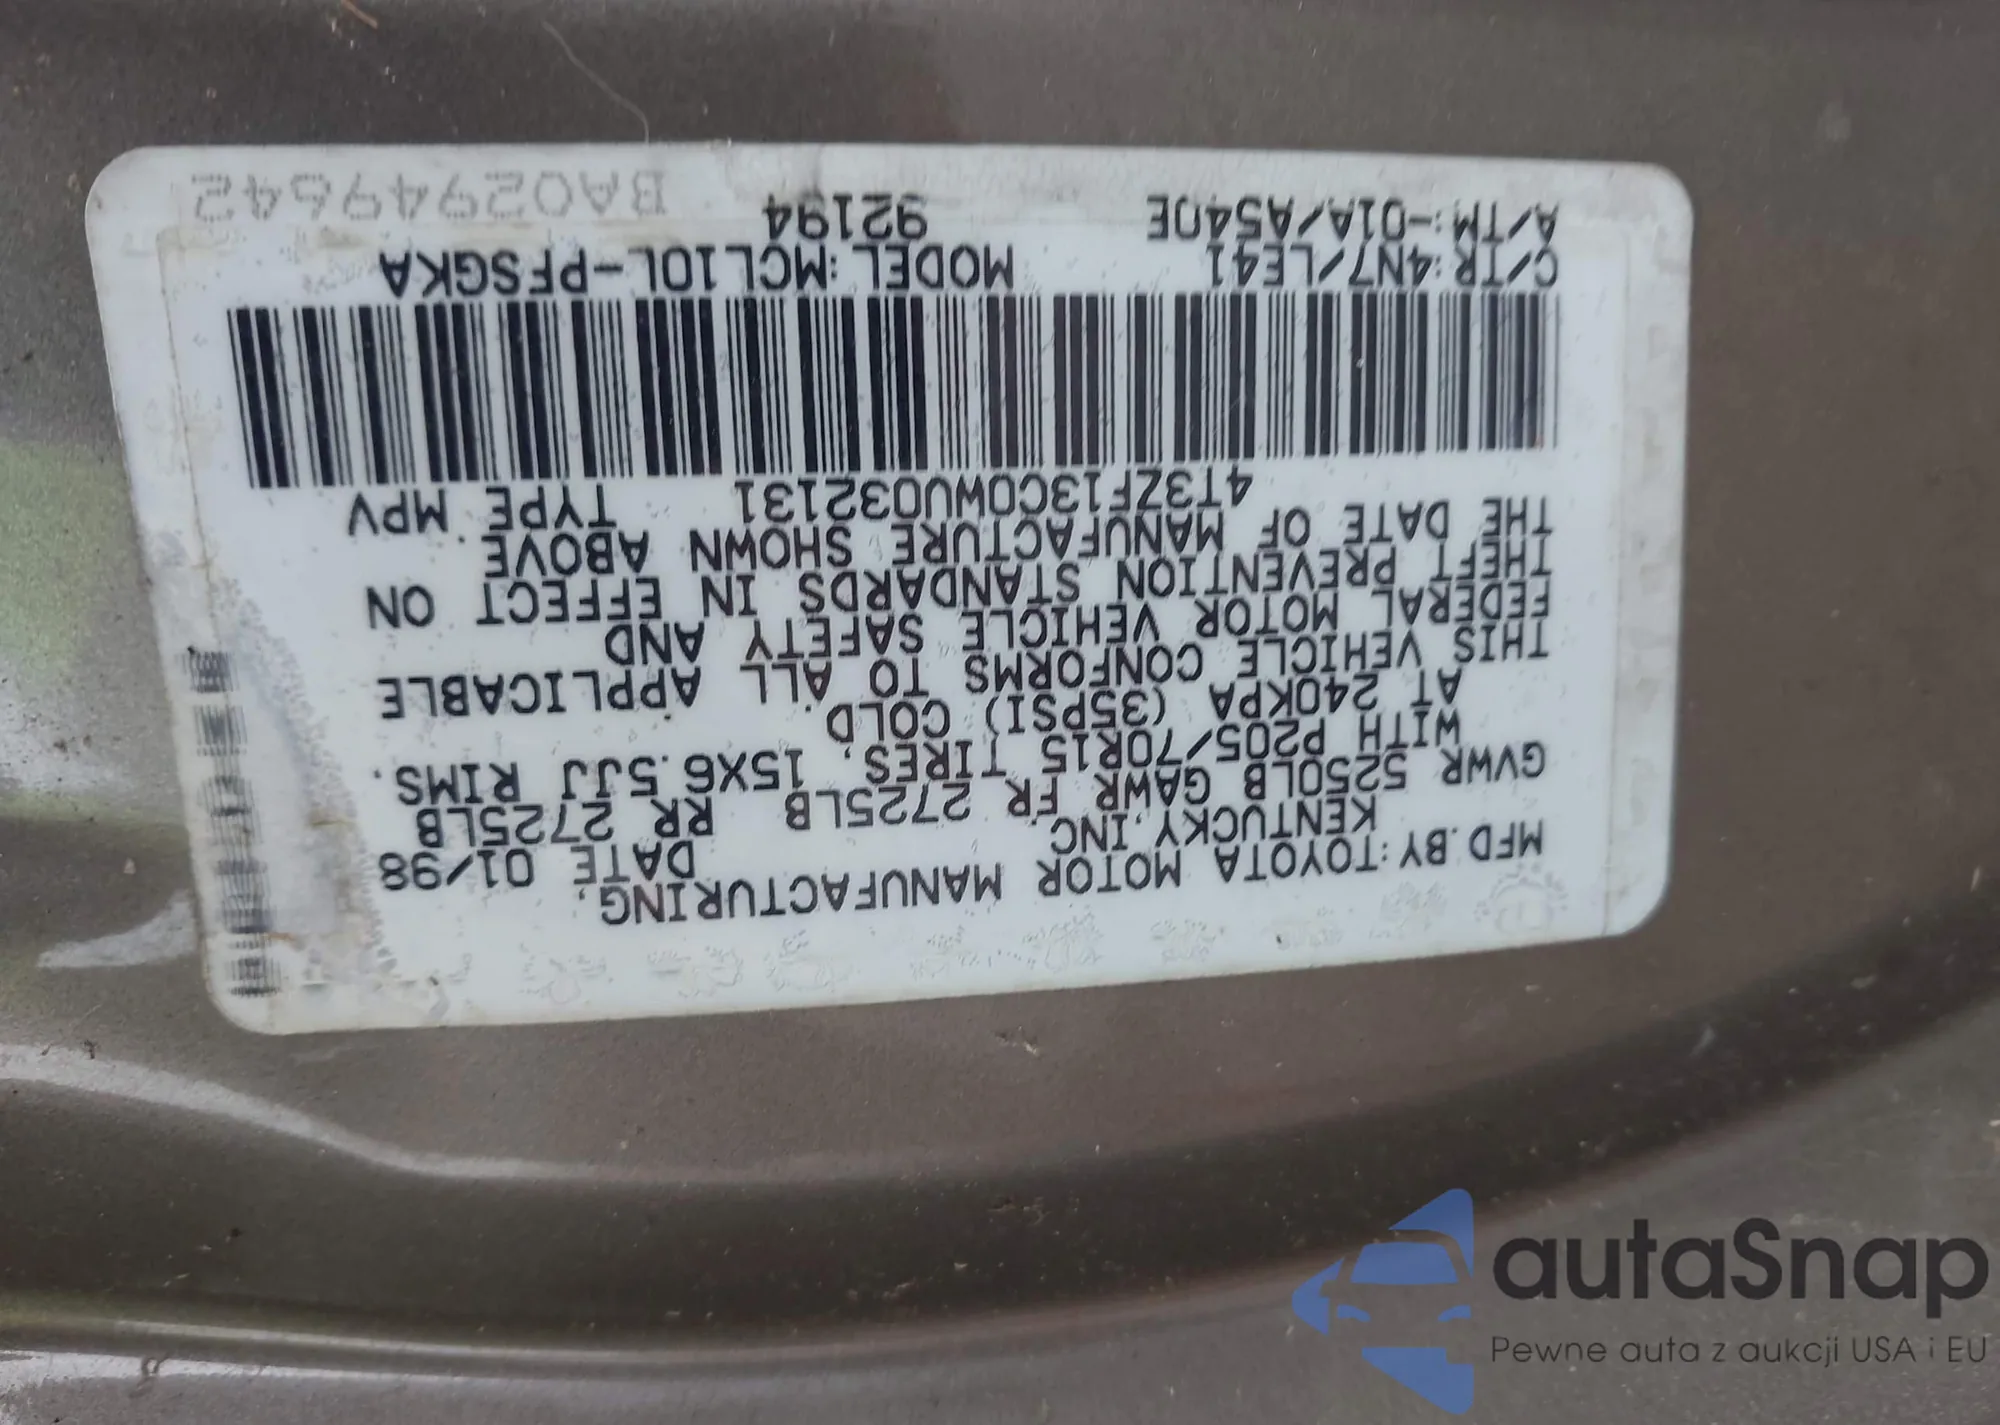 MFD.BY:TOYOTA MOTOR MANUFACTURING,
KENTUCKY,INC. DATE 01/98
GVWR 5250LB GAWR FR 2725LB RR 2725LB
WITH P205/70R15 TIRES, 15X6.5JJ RIMS.
AT 240KPA (35PSI) COLD.
THIS VEHICLE CONFORMS TO ALL APPLICABLE
FEDERAL MOTOR VEHICLE SAFETY AND
THEFT PREVENTION STANDARDS IN EFFECT ON
THE DATE OF MANUFACTURE SHOWN ABOVE.
4T3ZF13C0WU032131 TYPE MPV
C/TR:4N7/LE41 MODEL:MCL10L-PFSGKA
A/TM:-01A/A540E 92194
BA02949642
autaSnap
Pewne auta z aukcji USA i EU